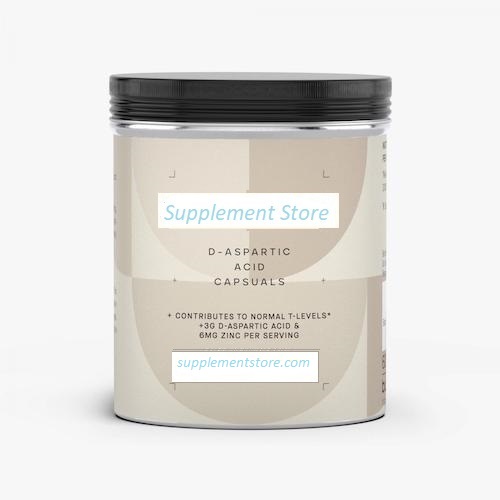 Supplement Store
D-ASPARTIC
ACID
CAPSUALS
+ CONTRIBUTES TO NORMAL T-LEVELS*
+3G D-ASPARTIC ACID &
6MG ZINC PER SERVING
supplementstore.com